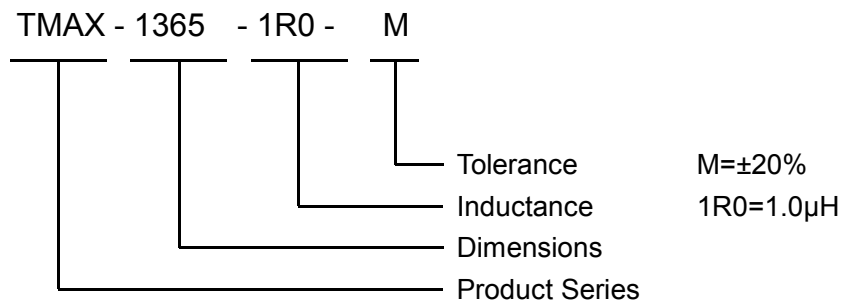 TMAX - 1365 - 1R0 - M
Tolerance M=±20%
Inductance 1R0=1.0µH
Dimensions
Product Series